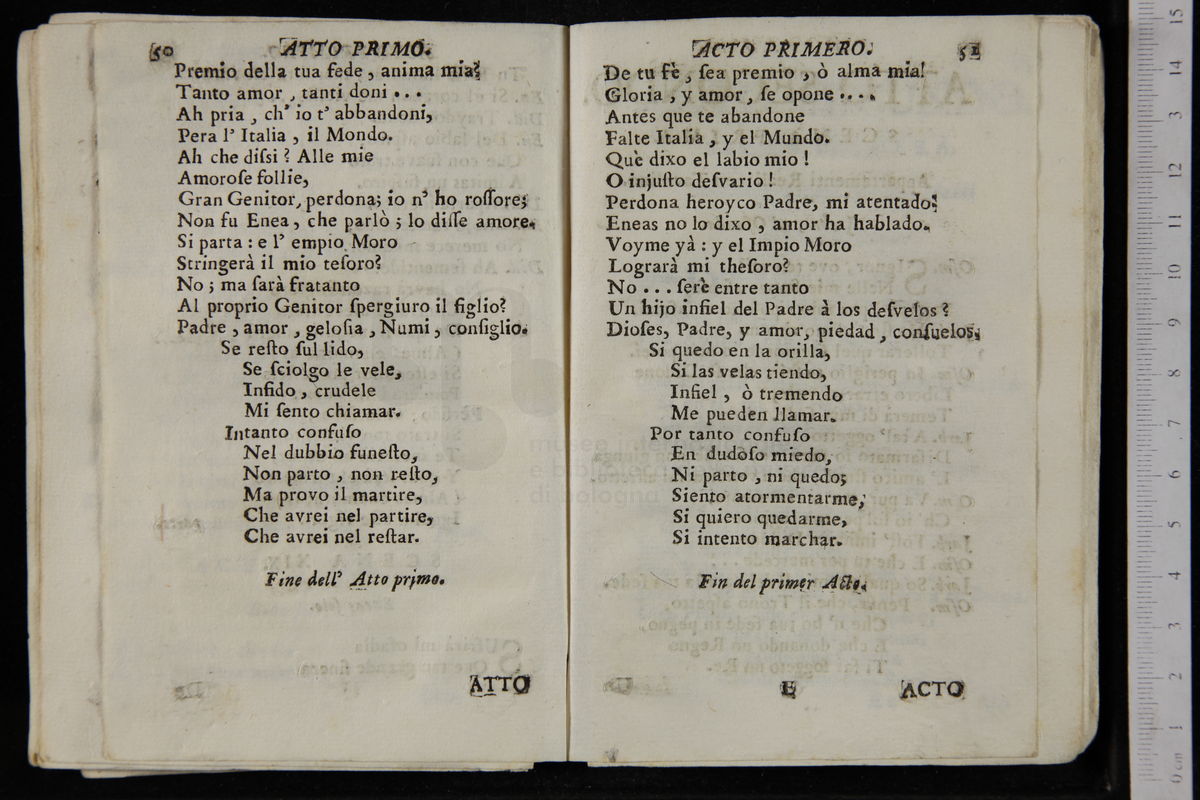 50 ATTO PRIMO.
Premio della tua fede, anima mia?
Tanto amor, tanti doni ...
Ah pria, ch' io t' abbandoni,
Pera l' Italia, il Mondo.
Ah che diſsi? Alle mie
Amoroſe follie,
Gran Genitor, perdona; io n' ho roſſore;
Non fu Enea, che parlò; lo diſſe amore.
Si parta: e l' empio Moro
Stringerà il mio teſoro?
No; ma ſarà fratanto
Al proprio Genitor ſpergiuro il figlio?
Padre, amor, geloſia, Numi, conſiglio.
Se reſto ſul lido,
Se ſciolgo le vele,
Infido, crudele
Mi ſento chiamar.
Intanto confuſo
Nel dubbio funeſto,
Non parto, non reſto,
Ma provo il martire,
Che avrei nel partire,
Che avrei nel reſtar.
Fine dell' Atto primo.
ATTO
ACTO PRIMERO. 51
De tu fè, ſea premio, ò alma mia!
Gloria, y amor, ſe opone ....
Antes que te abandone
Falte Italia, y el Mundo.
Què dixo el labio mio!
O injuſto deſvario!
Perdona heroyco Padre, mi atentado:
Eneas no lo dixo, amor ha hablado.
Voyme yà: y el Impio Moro
Lograrà mi theſoro?
No ... ſerè entre tanto
Un hijo infiel del Padre à los deſvelos?
Dioſes, Padre, y amor, piedad, conſuelos.
Si quedo en la orilla,
Si las velas tiendo,
Infiel, ò tremendo
Me pueden llamar.
Por tanto confuſo
En dudoſo miedo,
Ni parto, ni quedo;
Siento atormentarme,
Si quiero quedarme,
Si intento marchar.
Fin del primer Acto.
E ACTO